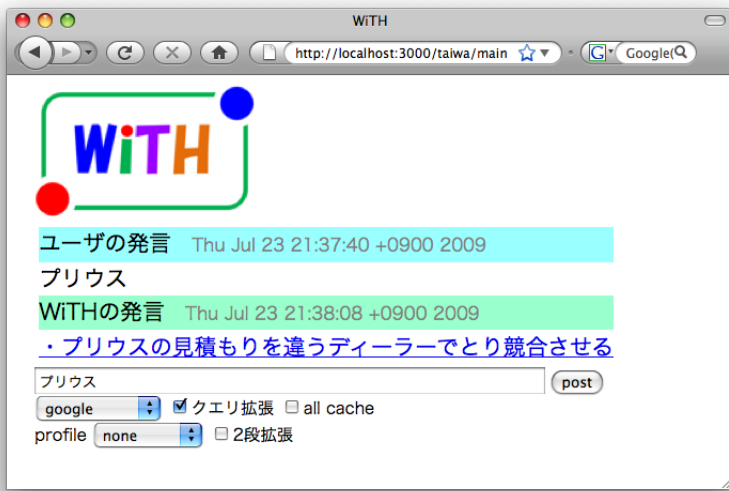 WiTH
http://localhost:3000/taiwa/main
G
Google(
WiTH
ユーザの発言 Thu Jul 23 21:37:40 +0900 2009
プリウス
WiTHの発言 Thu Jul 23 21:38:08 +0900 2009
・プリウスの見積もりを違うディーラーでとり競合させる
プリウス post
google クエリ拡張 all cache
profile none 2段拡張